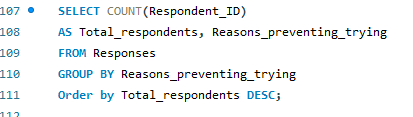 107 SELECT COUNT(Respondent_ID)
108 AS Total_respondents, Reasons_preventing_trying
109 FROM Responses
110 GROUP BY Reasons_preventing_trying
111 Order by Total_respondents DESC;
112